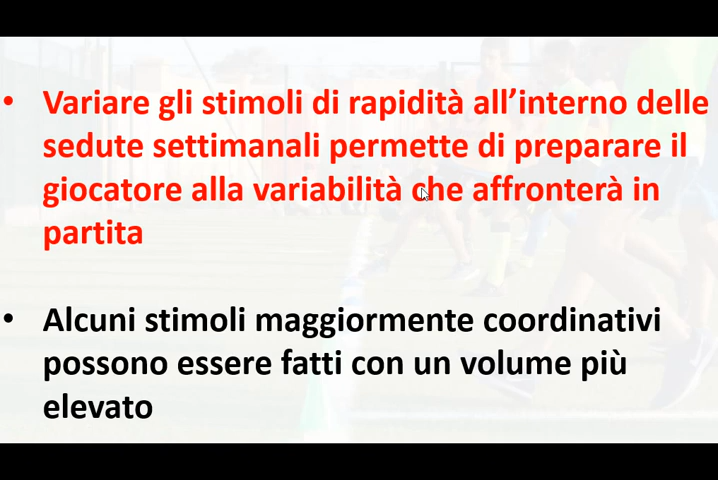 • Variare gli stimoli di rapidità all’interno delle
sedute settimanali permette di preparare il
giocatore alla variabilità che affronterà in
partita
• Alcuni stimoli maggiormente coordinativi
possono essere fatti con un volume più
elevato